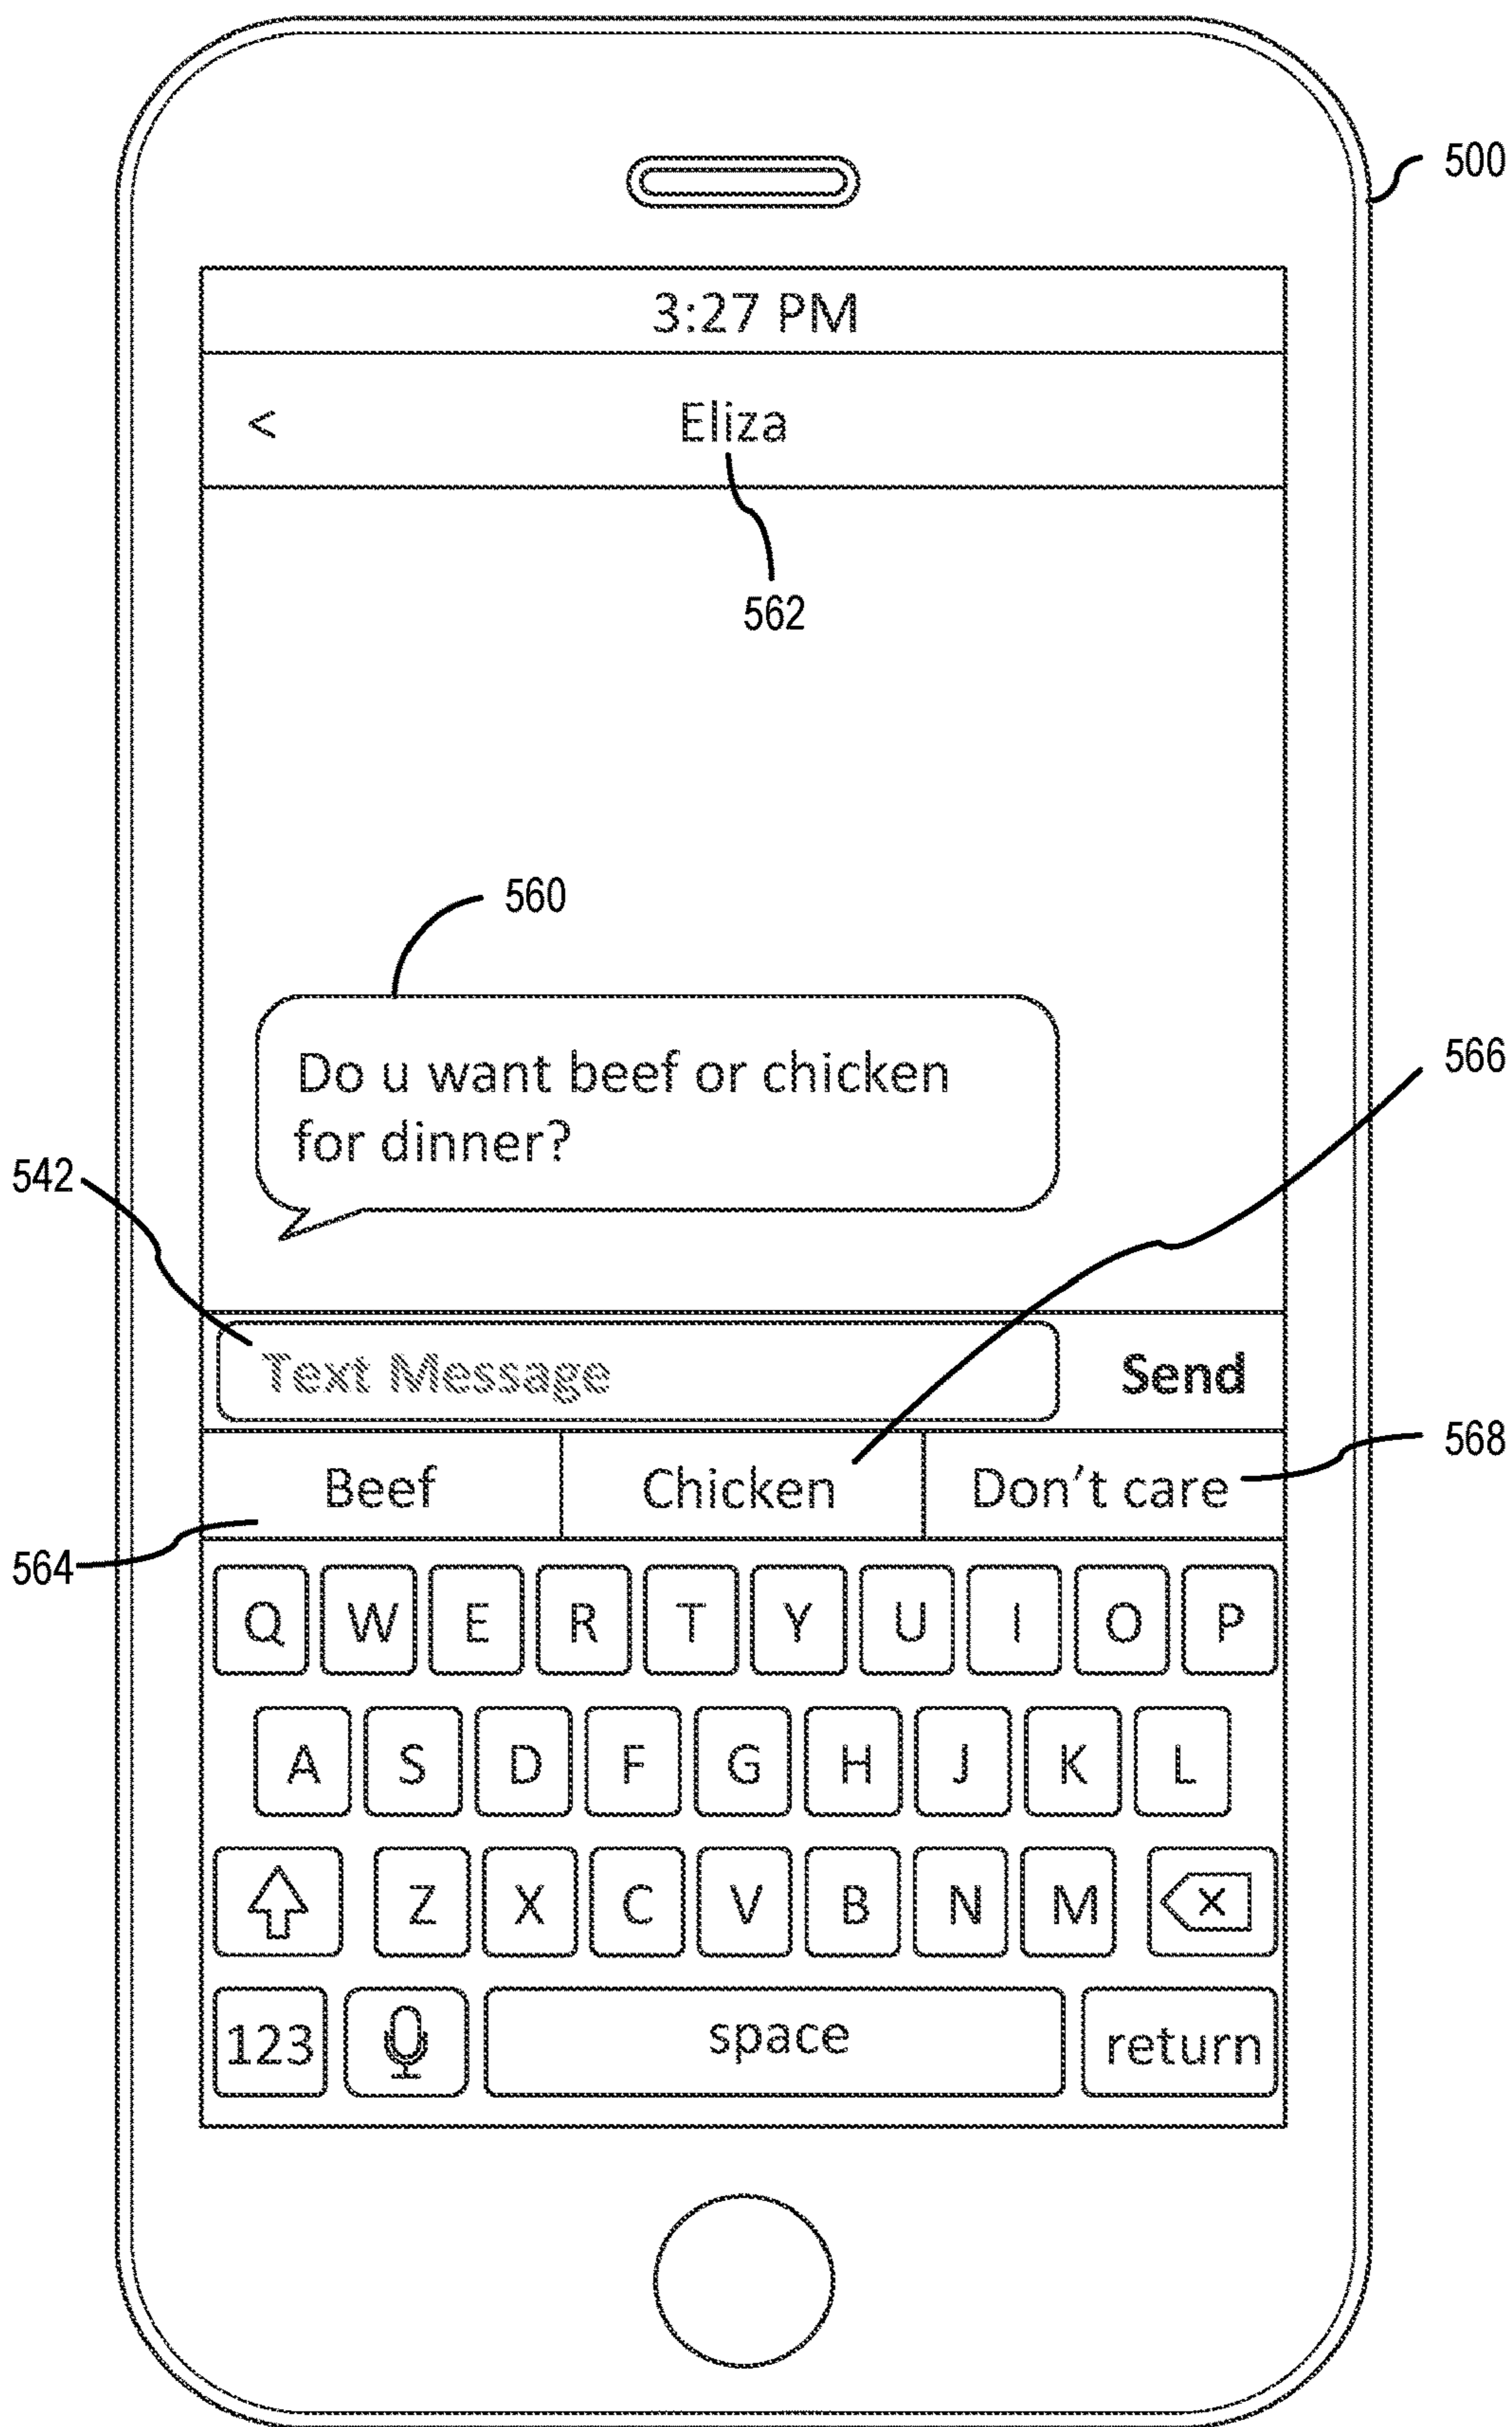 500
3:27 PM
< Eliza
562
560
566
Do u want beef or chicken
for dinner?
542
Text Message Send
568
Beef Chicken Don't care
564
Q W E R T Y U I O P
A S D F G H J K L
Z X C V B N M X
123 space return